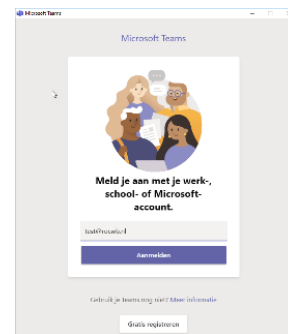 Microsoft Teams
Microsoft Teams
Meld je aan met je werk-,
school- of Microsoft-
account.
Aanmelden
Gebruik je Teams nog niet? Meer informatie
Gratis registreren